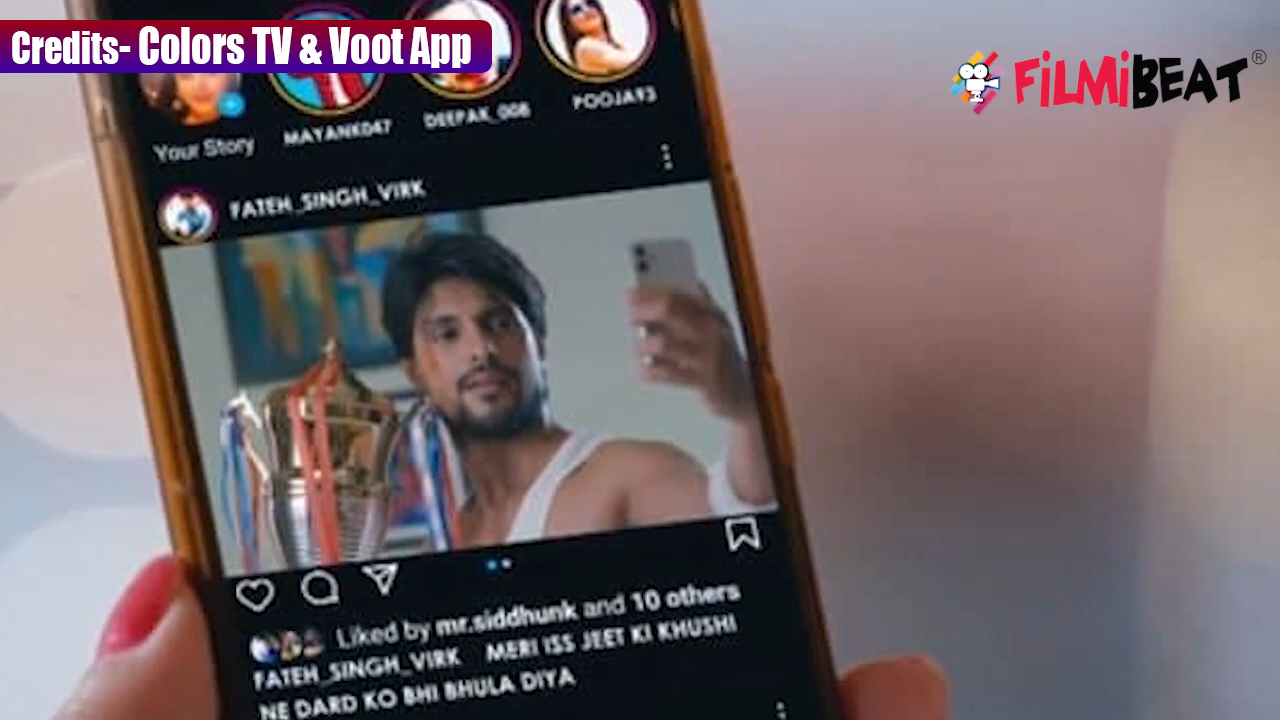 Credits- Colors TV & Voot App
FiLMiBEAT®
Your Story
MAYANK047
DEEPAK_008
POOJA93
FATEH_SINGH_VIRK
Liked by mr.siddhunk and 10 others
FATEH_SINGH_VIRK MERI ISS JEET KI KHUSHI
NE DARD KO BHI BHULA DIYA